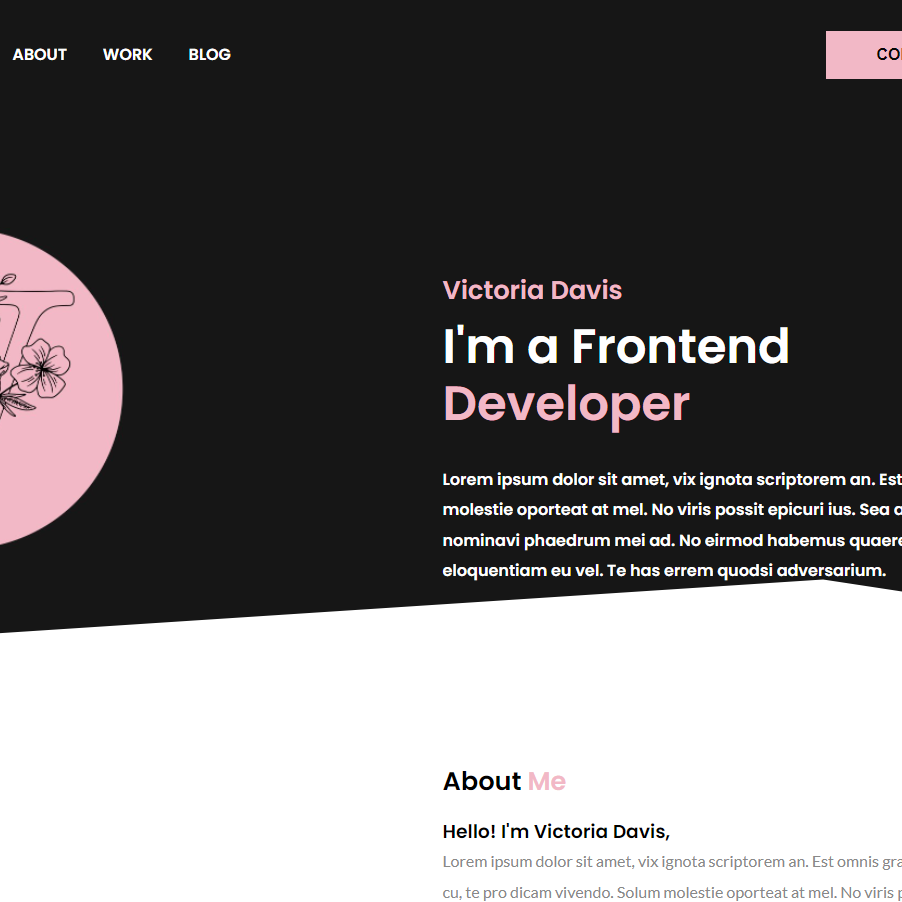 ABOUT WORK BLOG
Victoria Davis
I'm a Frontend
Developer
Lorem ipsum dolor sit amet, vix ignota scriptorem an. Est
molestie oporteat at mel. No viris possit epicuri ius. Sea
nominavi phaedrum mei ad. No eirmod habemus
eloquentiam eu vel. Te has errem quodsi adversarium.
About Me
Hello! I'm Victoria Davis,
Lorem ipsum dolor sit amet, vix ignota scriptorem an. Est omnis
cu, te pro dicam vivendo. Solum molestie oporteat at mel. No viris